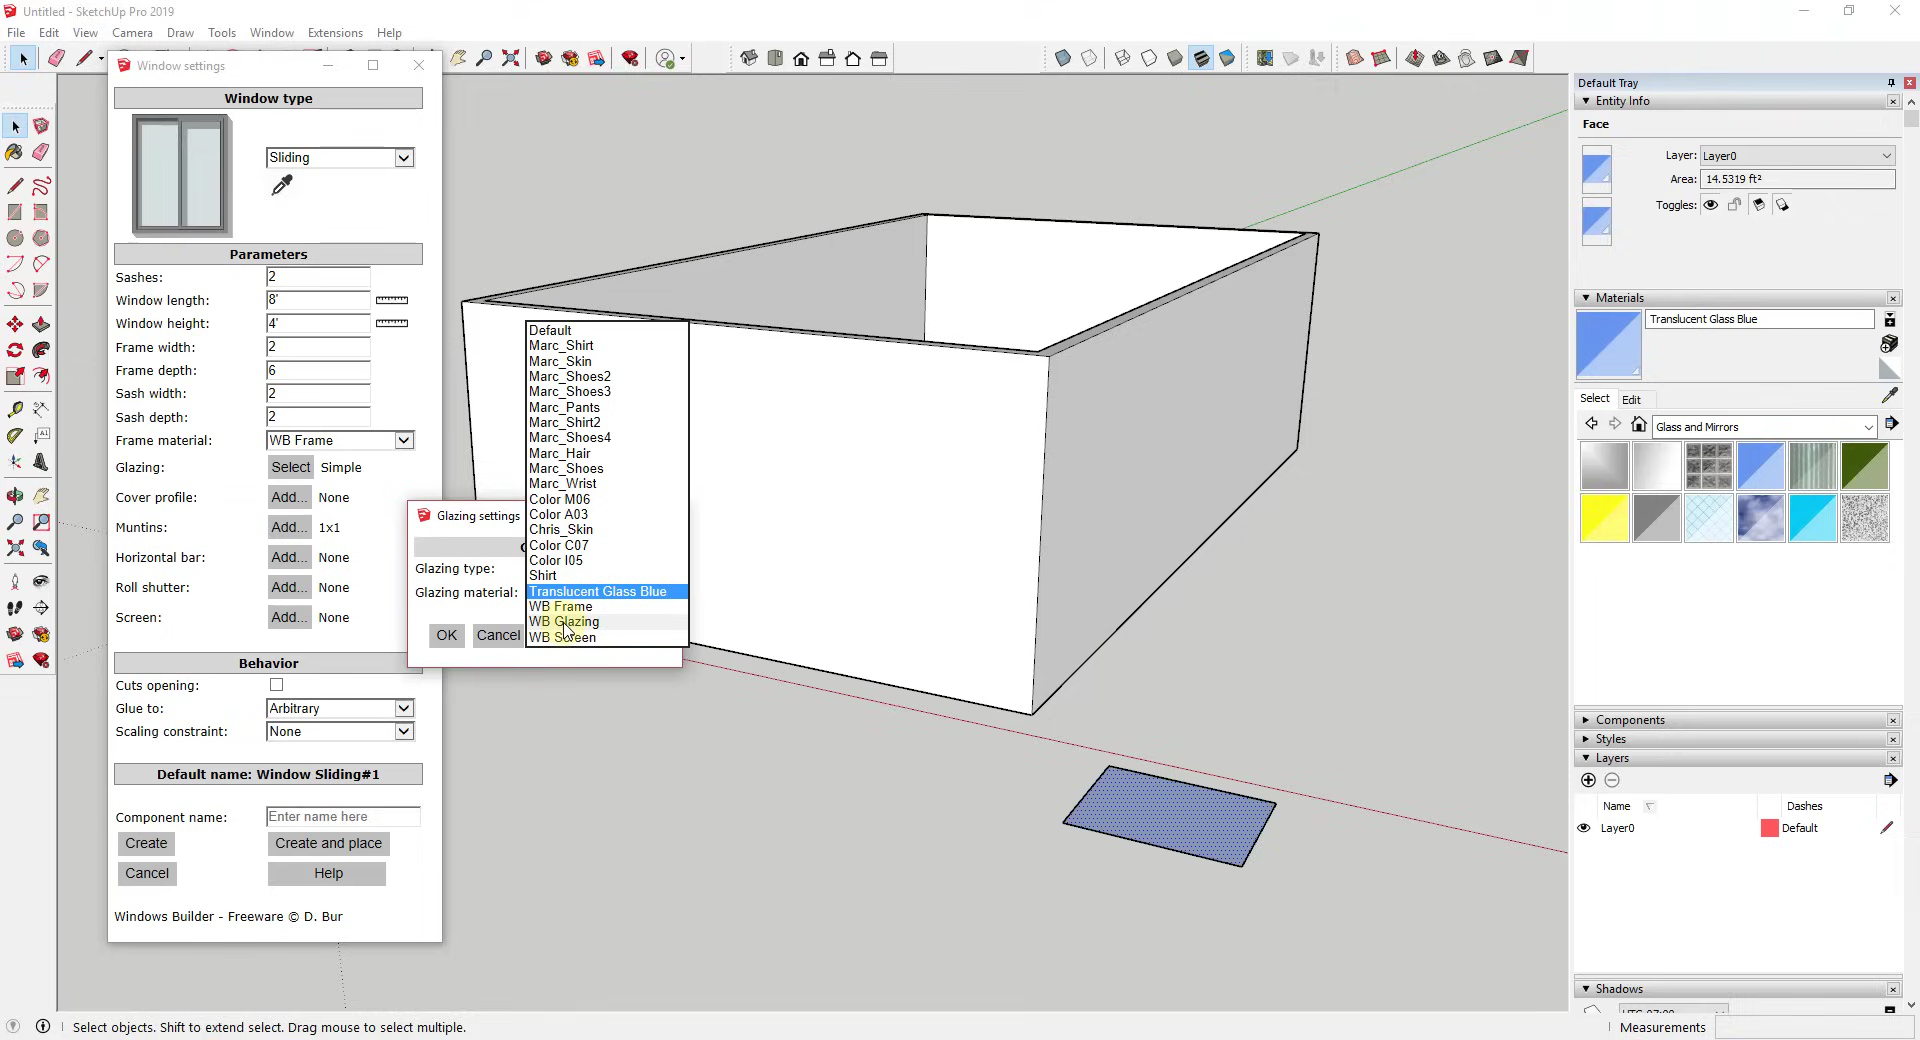 Untitled - SketchUp Pro 2019
File Edit View Camera Draw Tools Window Extensions Help
Window settings
Window type
Sliding
Parameters
Sashes: 2
Window length: 8'
Window height: 4'
Frame width: 2
Frame depth: 6
Sash width: 2
Sash depth: 2
Frame material: WB Frame
Glazing: Select Simple
Cover profile: Add... None
Muntins: Add... 1x1
Horizontal bar: Add... None
Roll shutter: Add... None
Screen: Add... None
Behavior
Cuts opening:
Glue to: Arbitrary
Scaling constraint: None
Default name: Window Sliding#1
Component name: Enter name here
Create Create and place
Cancel Help
Windows Builder - Freeware © D. Bur
Glazing settings
Glazing type:
Glazing material:
OK Cancel
Default
Marc_Shirt
Marc_Skin
Marc_Shoes2
Marc_Shoes3
Marc_Pants
Marc_Shirt2
Marc_Shoes4
Marc_Hair
Marc_Shoes
Marc_Wrist
Color M06
Color A03
Chris_Skin
Color C07
Color I05
Shirt
Translucent Glass Blue
WB Frame
WB Glazing
WB Screen
Default Tray
Entity Info
Face
Layer: Layer0
Area: 14.5319 ft²
Toggles:
Materials
Translucent Glass Blue
Select Edit
Glass and Mirrors
Components
Styles
Layers
Name Dashes
Layer0 Default
Shadows
Select objects. Shift to extend select. Drag mouse to select multiple.
Measurements